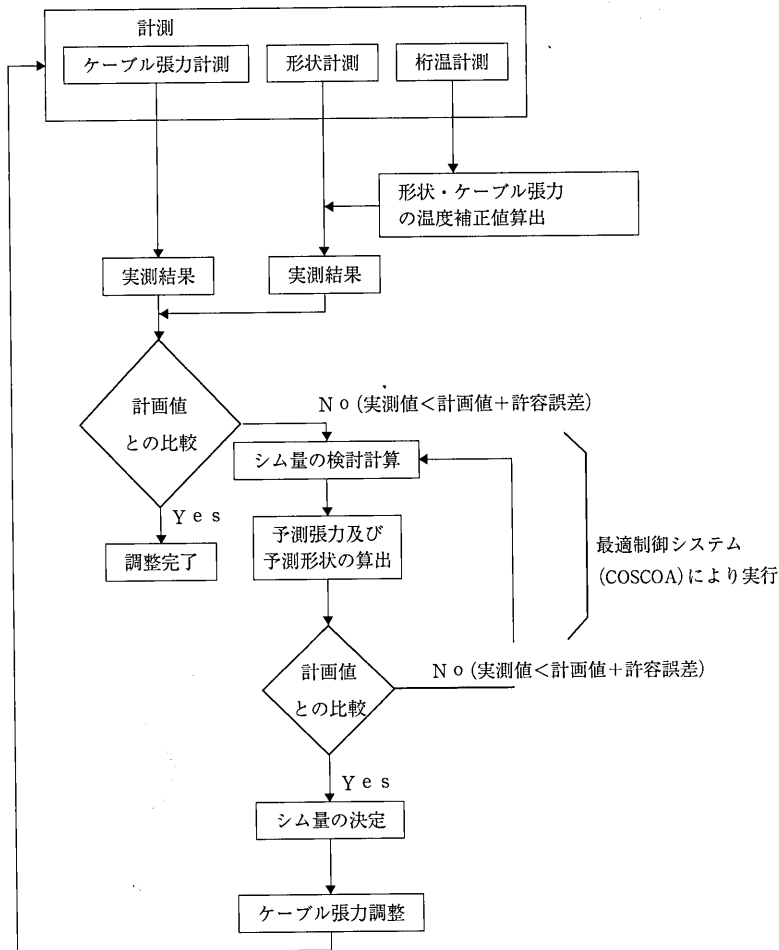 計測
ケーブル張力計測
形状計測
桁温計測
形状・ケーブル張力
の温度補正値算出
実測結果
実測結果
計画値
との比較
No(実測値<計画値+許容誤差)
シム量の検討計算
Yes
調整完了
予測張力及び
予測形状の算出
最適制御システム
(COSCOA)により実行
計画値
との比較
No(実測値<計画値+許容誤差)
Yes
シム量の決定
ケーブル張力調整